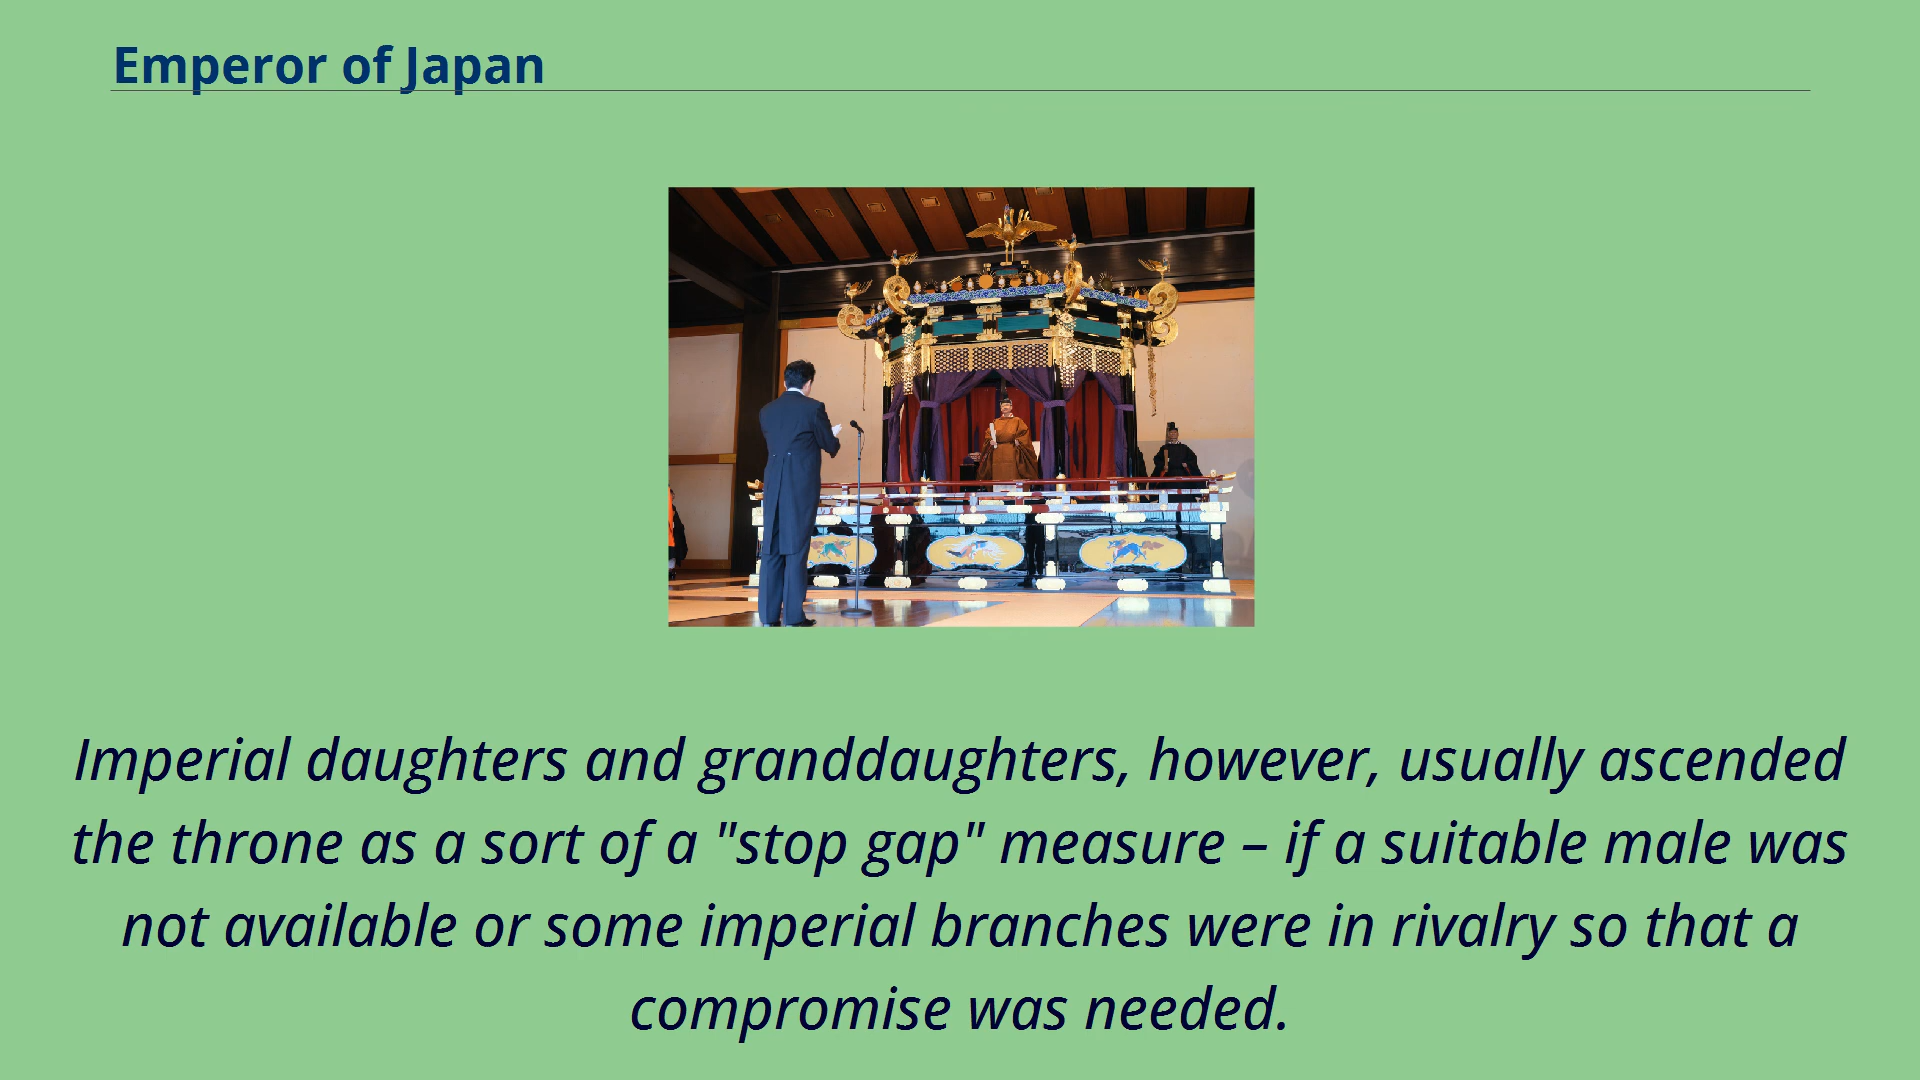 Emperor of Japan
Imperial daughters and granddaughters, however, usually ascended
the throne as a sort of a "stop gap" measure – if a suitable male was
not available or some imperial branches were in rivalry so that a
compromise was needed.